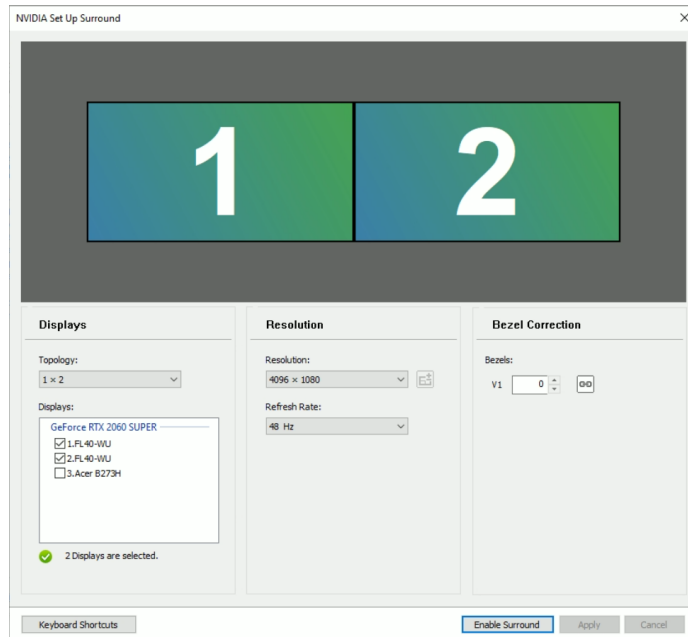 NVIDIA Set Up Surround
1
2
Displays
Topology:
1 × 2
Displays:
GeForce RTX 2060 SUPER
1.FL40-WU
2.FL40-WU
3.Acer B273H
2 Displays are selected.
Resolution
Resolution:
4096 × 1080
Refresh Rate:
48 Hz
Bezel Correction
Bezels:
V1 0
Keyboard Shortcuts
Enable Surround
Apply
Cancel